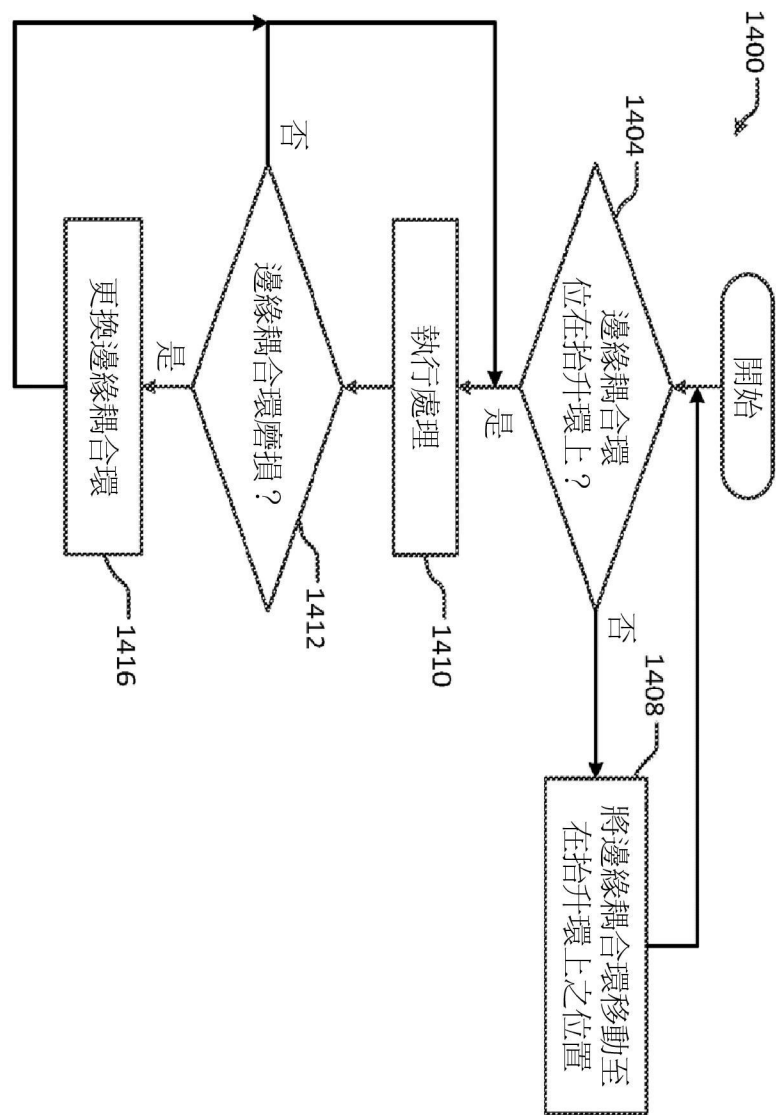 1400
開始
1404
邊緣耦合環
位在抬升環上？
否
1408
將邊緣耦合環移動至
在抬升環上之位置
是
執行處理
1410
邊緣耦合環磨損？
1412
否
是
更換邊緣耦合環
1416